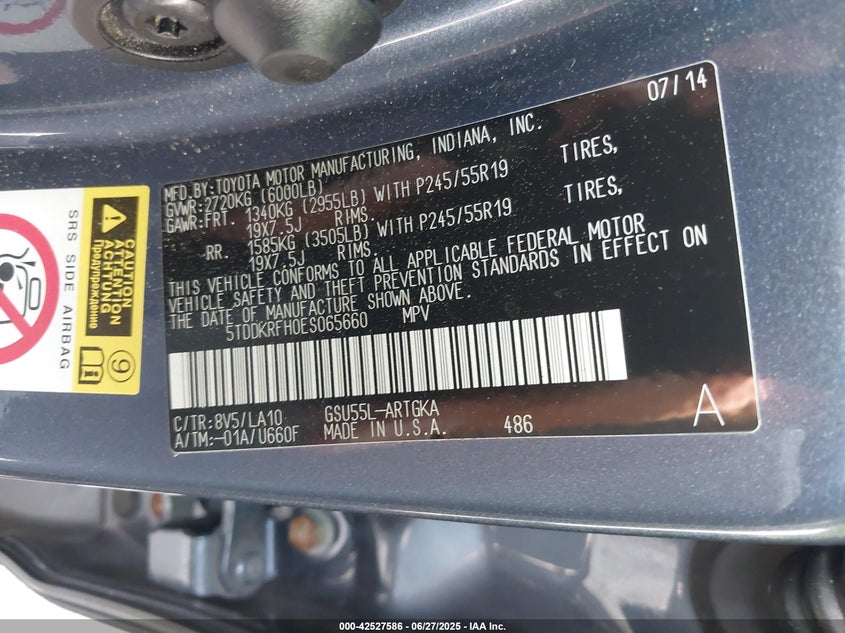 07/14
MFD.BY:TOYOTA MOTOR MANUFACTURING, INDIANA, INC.
GVWR:2720KG (6000LB)
GAWR:FRT. 1340KG (2955LB) WITH P245/55R19 TIRES,
19X7.5J RIMS.
RR. 1585KG (3505LB) WITH P245/55R19 TIRES,
19X7.5J RIMS.
THIS VEHICLE CONFORMS TO ALL APPLICABLE FEDERAL MOTOR
VEHICLE SAFETY AND THEFT PREVENTION STANDARDS IN EFFECT ON
THE DATE OF MANUFACTURE SHOWN ABOVE.
5TDDKRFH0ES065660 MPV
C/TR:8V5/LA10 GSU55L-ARTGKA
A/TM:-01A/U660F MADE IN U.S.A. 486 A
SRS SIDE AIRBAG
CAUTION
ATTENTION
ACHTUNG
Предупреждение
9
000-42527586 - 06/27/2025 - IAA Inc.